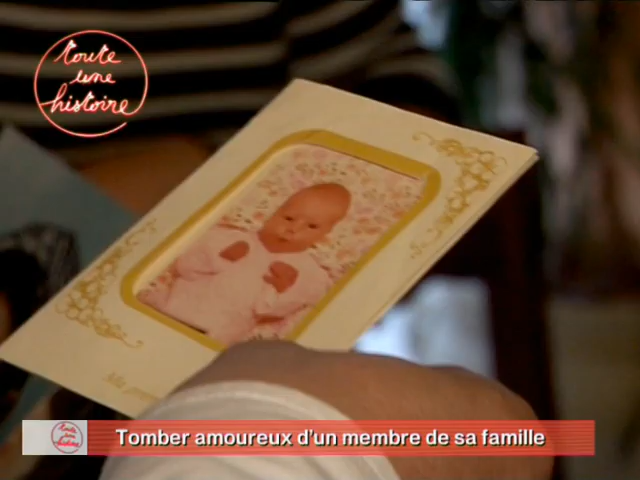 toute
une
histoire
Tomber amoureux d'un membre de sa famille